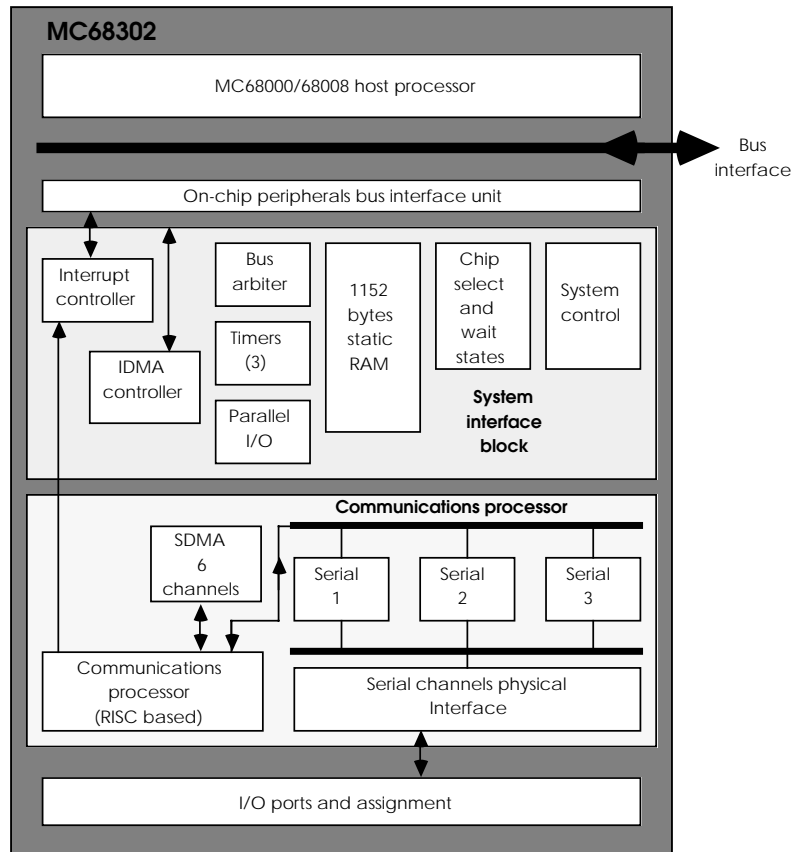 MC68302
MC68000/68008 host processor
Bus
interface
On-chip peripherals bus interface unit
Interrupt
controller
IDMA
controller
Bus
arbiter
Timers
(3)
Parallel
I/O
1152
bytes
static
RAM
Chip
select
and
wait
states
System
control
System
interface
block
Communications processor
SDMA
6
channels
Serial
1
Serial
2
Serial
3
Communications
processor
(RISC based)
Serial channels physical
Interface
I/O ports and assignment